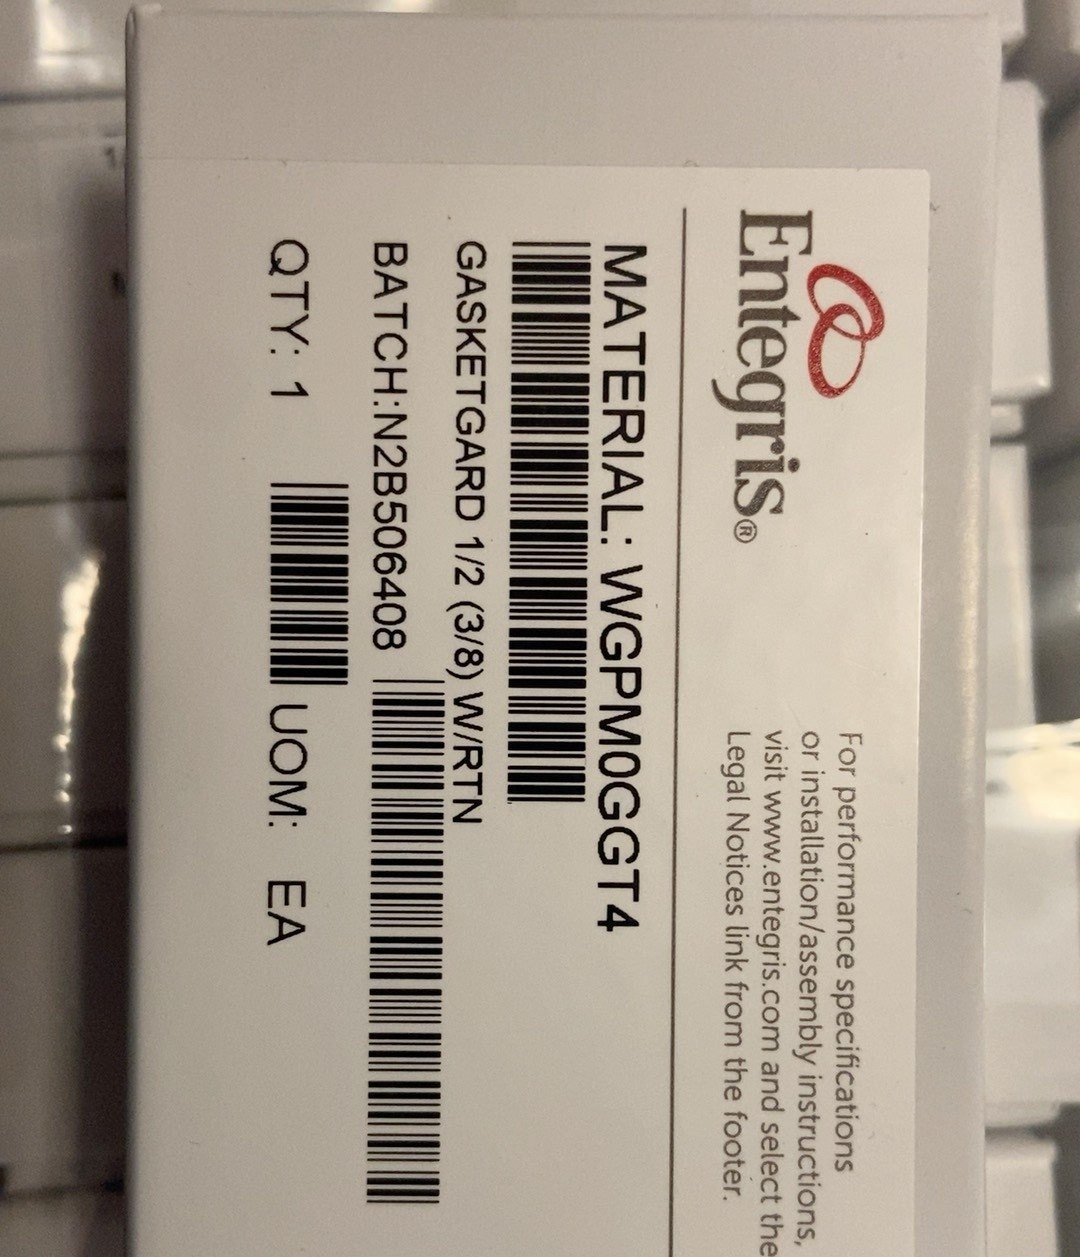 Entegris®
For performance specifications
or installation/assembly instructions,
visit www.entegris.com and select the
Legal Notices link from the footer.
MATERIAL: WGPM0GGT4
GASKETGARD 1/2 (3/8) W/RTN
BATCH:N2B506408
QTY: 1 UOM: EA